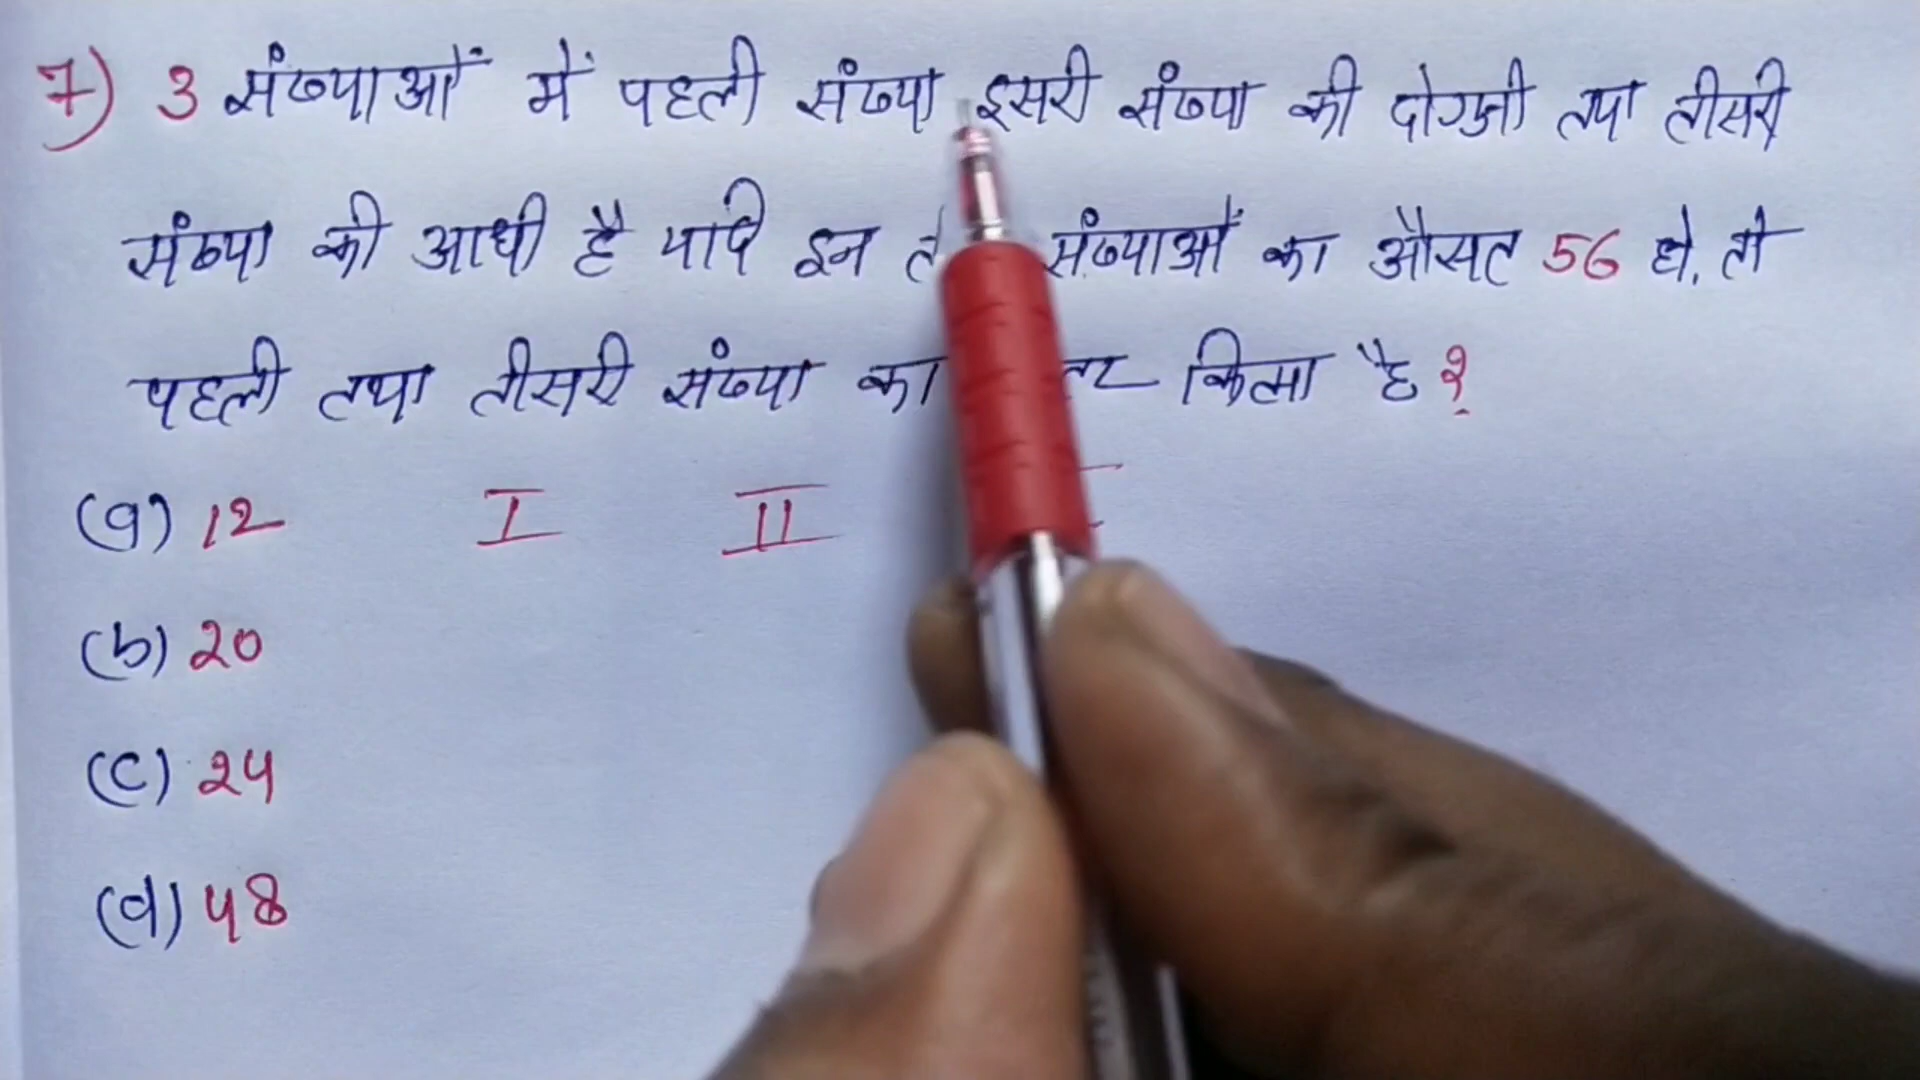 7) 3 संख्याओं में पहली संख्या दूसरी संख्या की दोगुनी तथा तीसरी
संख्या की आधी है यदि इन संख्याओं का औसत 56 हो, तो
पहली तथा तीसरी संख्या का कितना है ?
(a) 12 I II
(b) 20
(c) 24
(d) 48